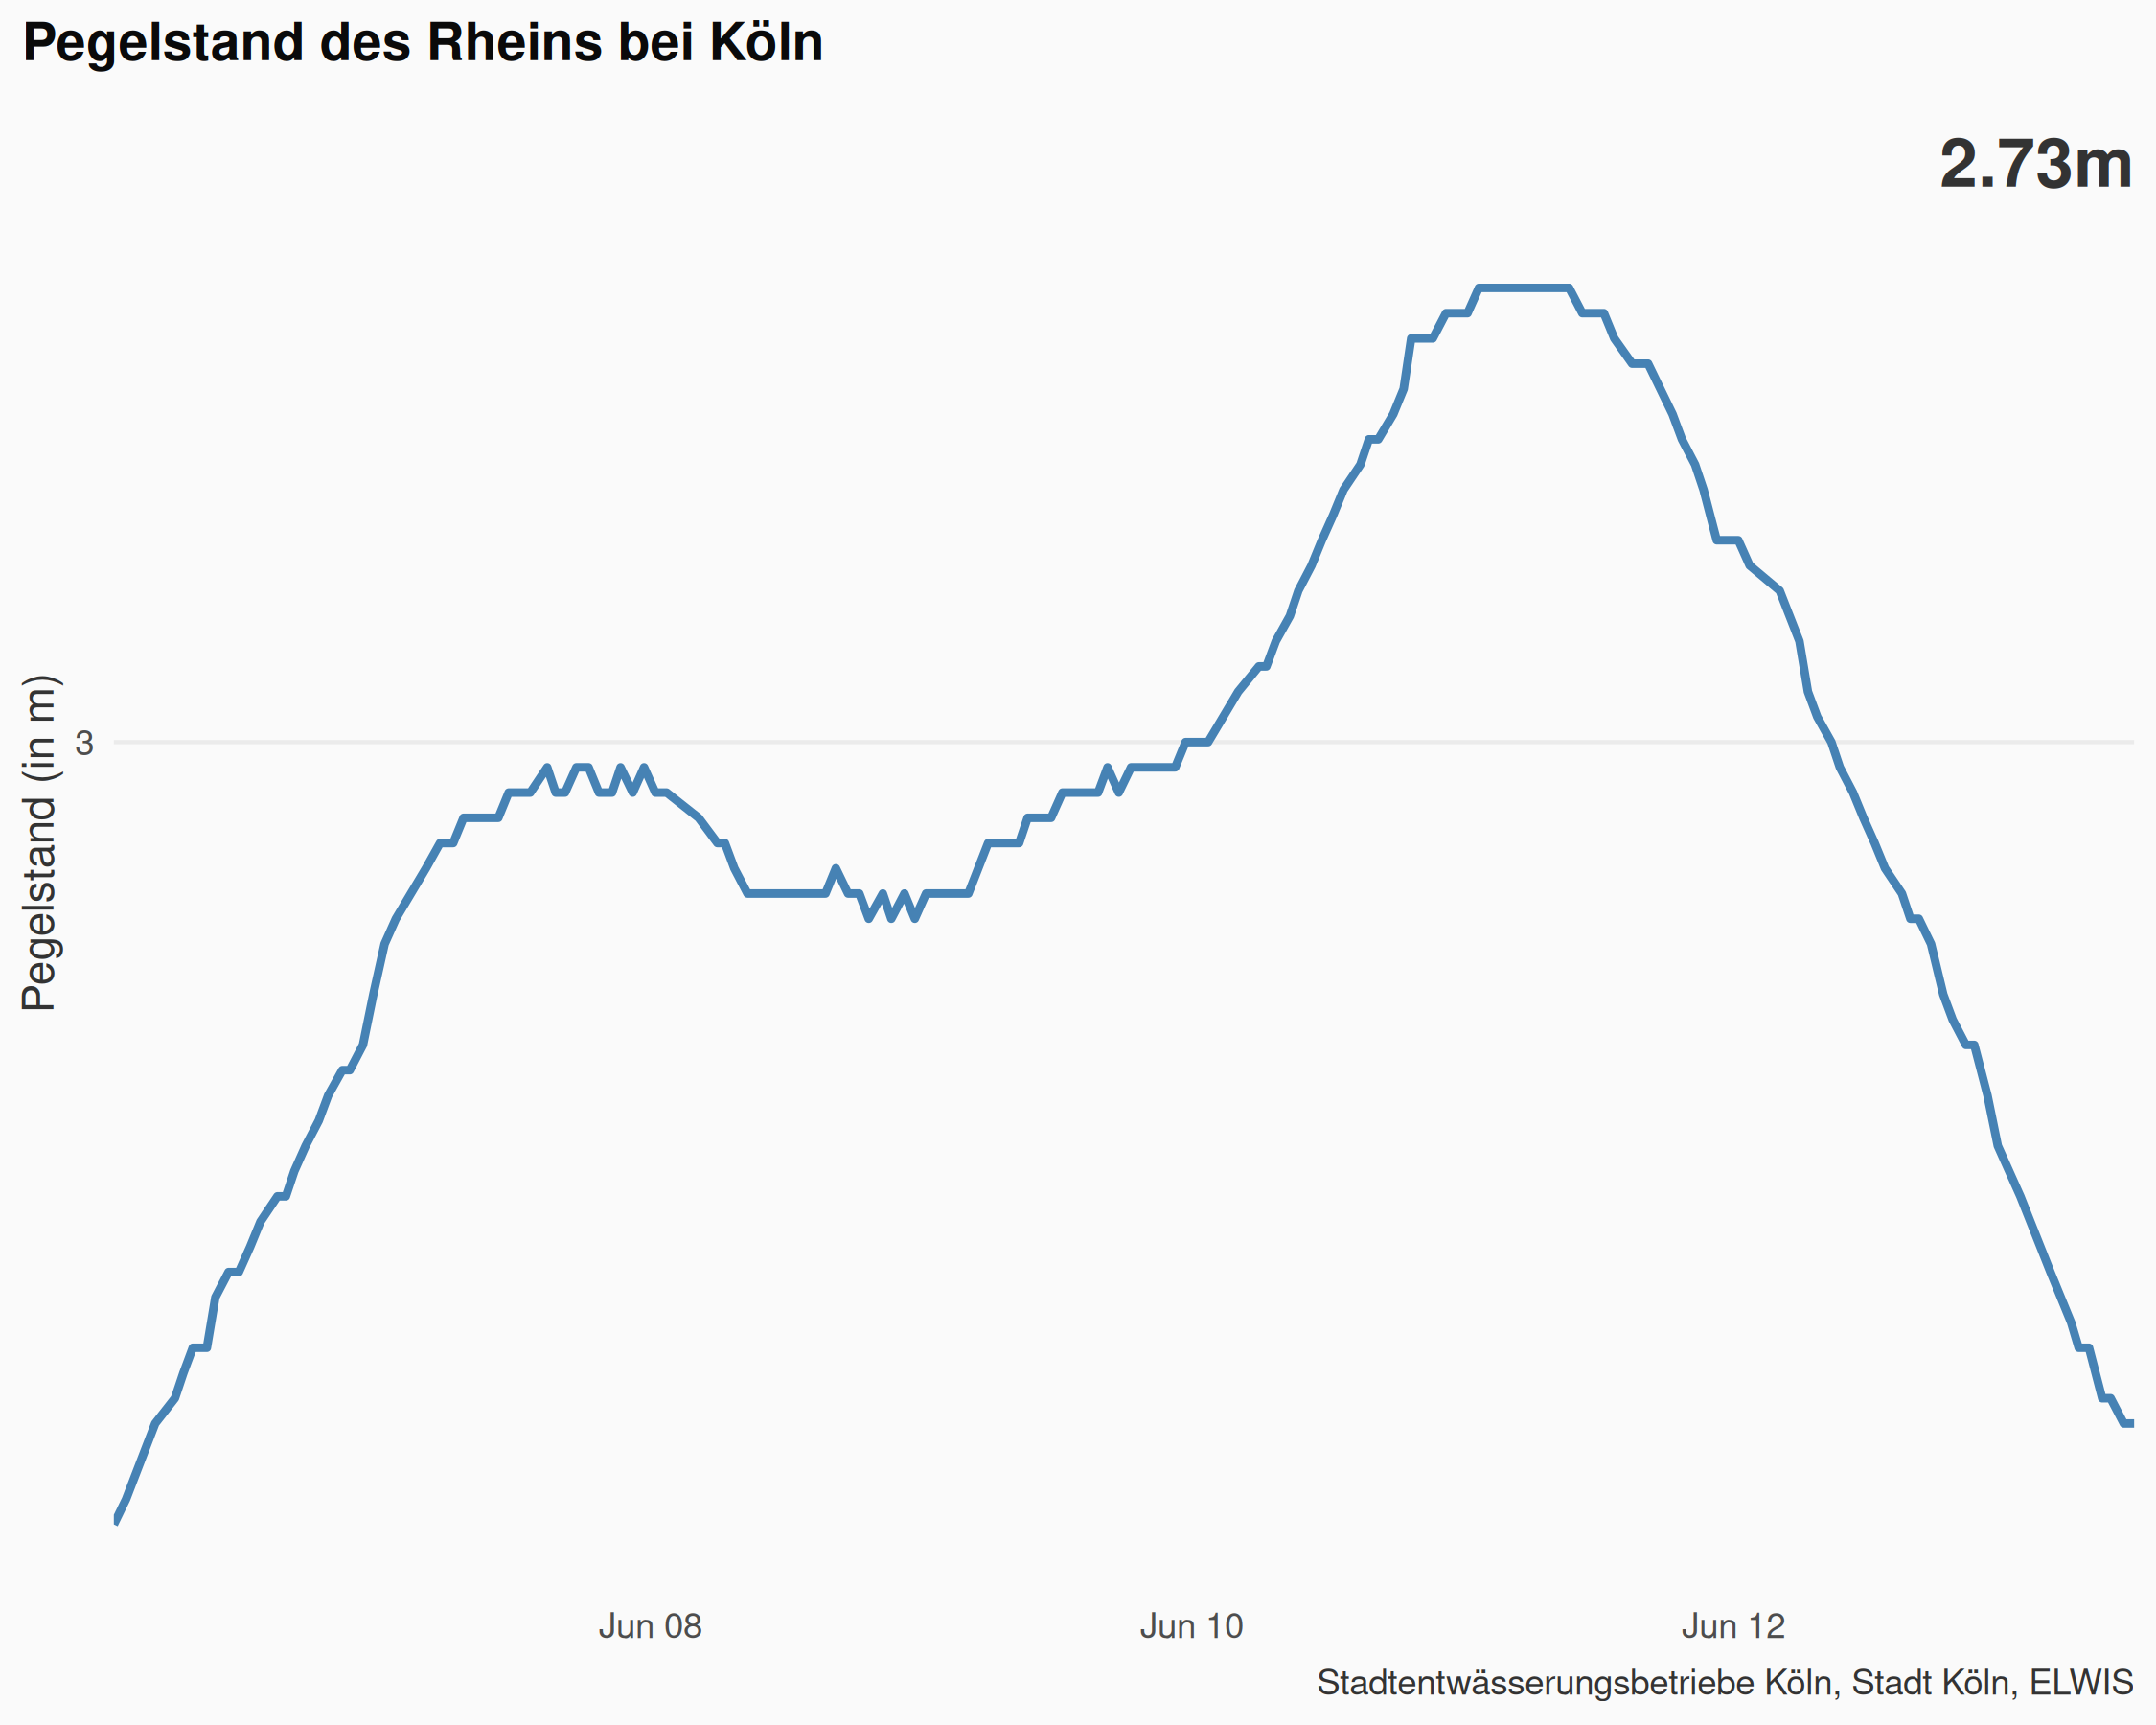 Pegelstand des Rheins bei Köln
2.73m
Pegelstand (in m)
3
Jun 08
Jun 10
Jun 12
Stadtentwässerungsbetriebe Köln, Stadt Köln, ELWIS